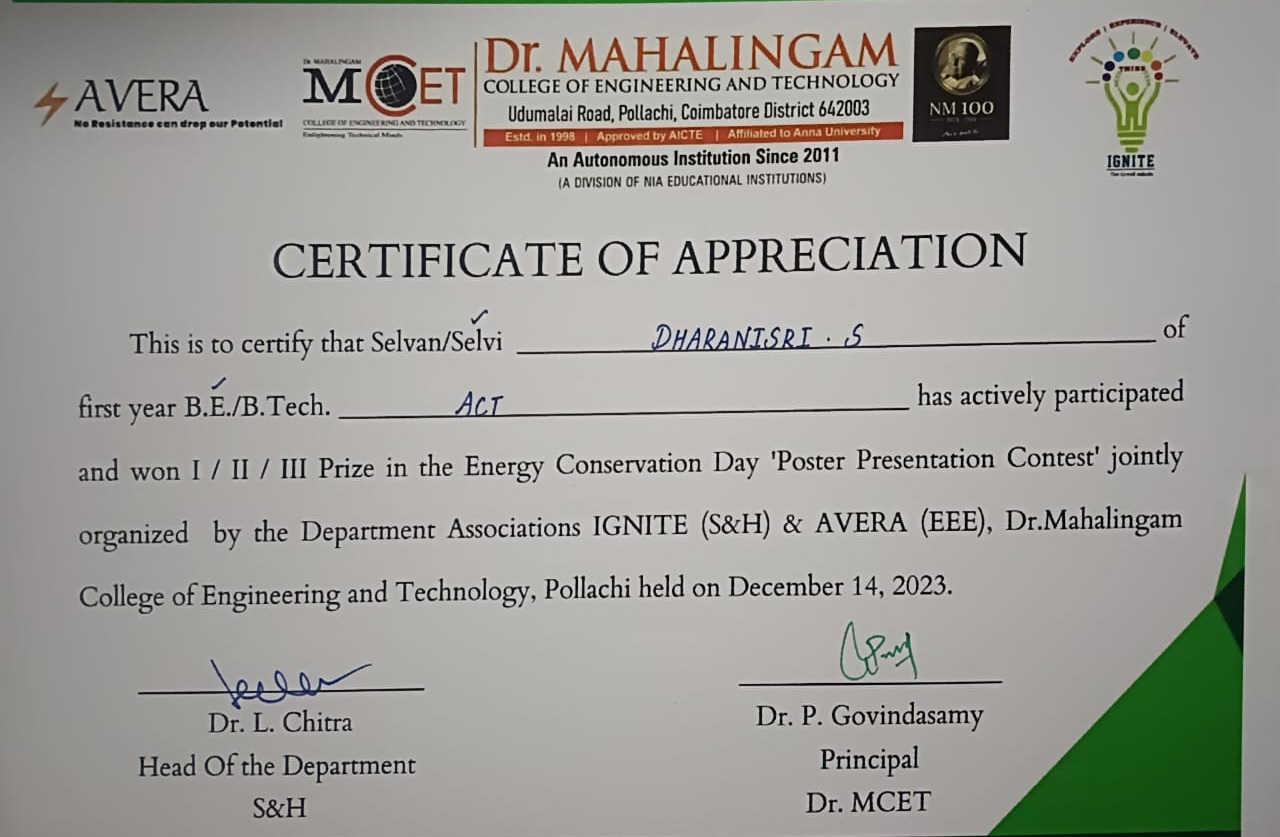 AVERA
No Resistance can drop our Potential
Dr. MAHALINGAM
MCET
COLLEGE OF ENGINEERING AND TECHNOLOGY
Enlightening Technical Minds
Dr. MAHALINGAM
COLLEGE OF ENGINEERING AND TECHNOLOGY
Udumalai Road, Pollachi, Coimbatore District 642003
Estd. in 1998 | Approved by AICTE | Affiliated to Anna University
An Autonomous Institution Since 2011
(A DIVISION OF NIA EDUCATIONAL INSTITUTIONS)
NM 100
EXPLORE | EXPERIENCE | ELEVATE
THINK
IGNITE
CERTIFICATE OF APPRECIATION
This is to certify that Selvan/Selvi DHARANISRI . S of
first year B.E./B.Tech. ACT has actively participated
and won I / II / III Prize in the Energy Conservation Day 'Poster Presentation Contest' jointly
organized by the Department Associations IGNITE (S&H) & AVERA (EEE), Dr.Mahalingam
College of Engineering and Technology, Pollachi held on December 14, 2023.
Dr. L. Chitra
Head Of the Department
S&H
Dr. P. Govindasamy
Principal
Dr. MCET